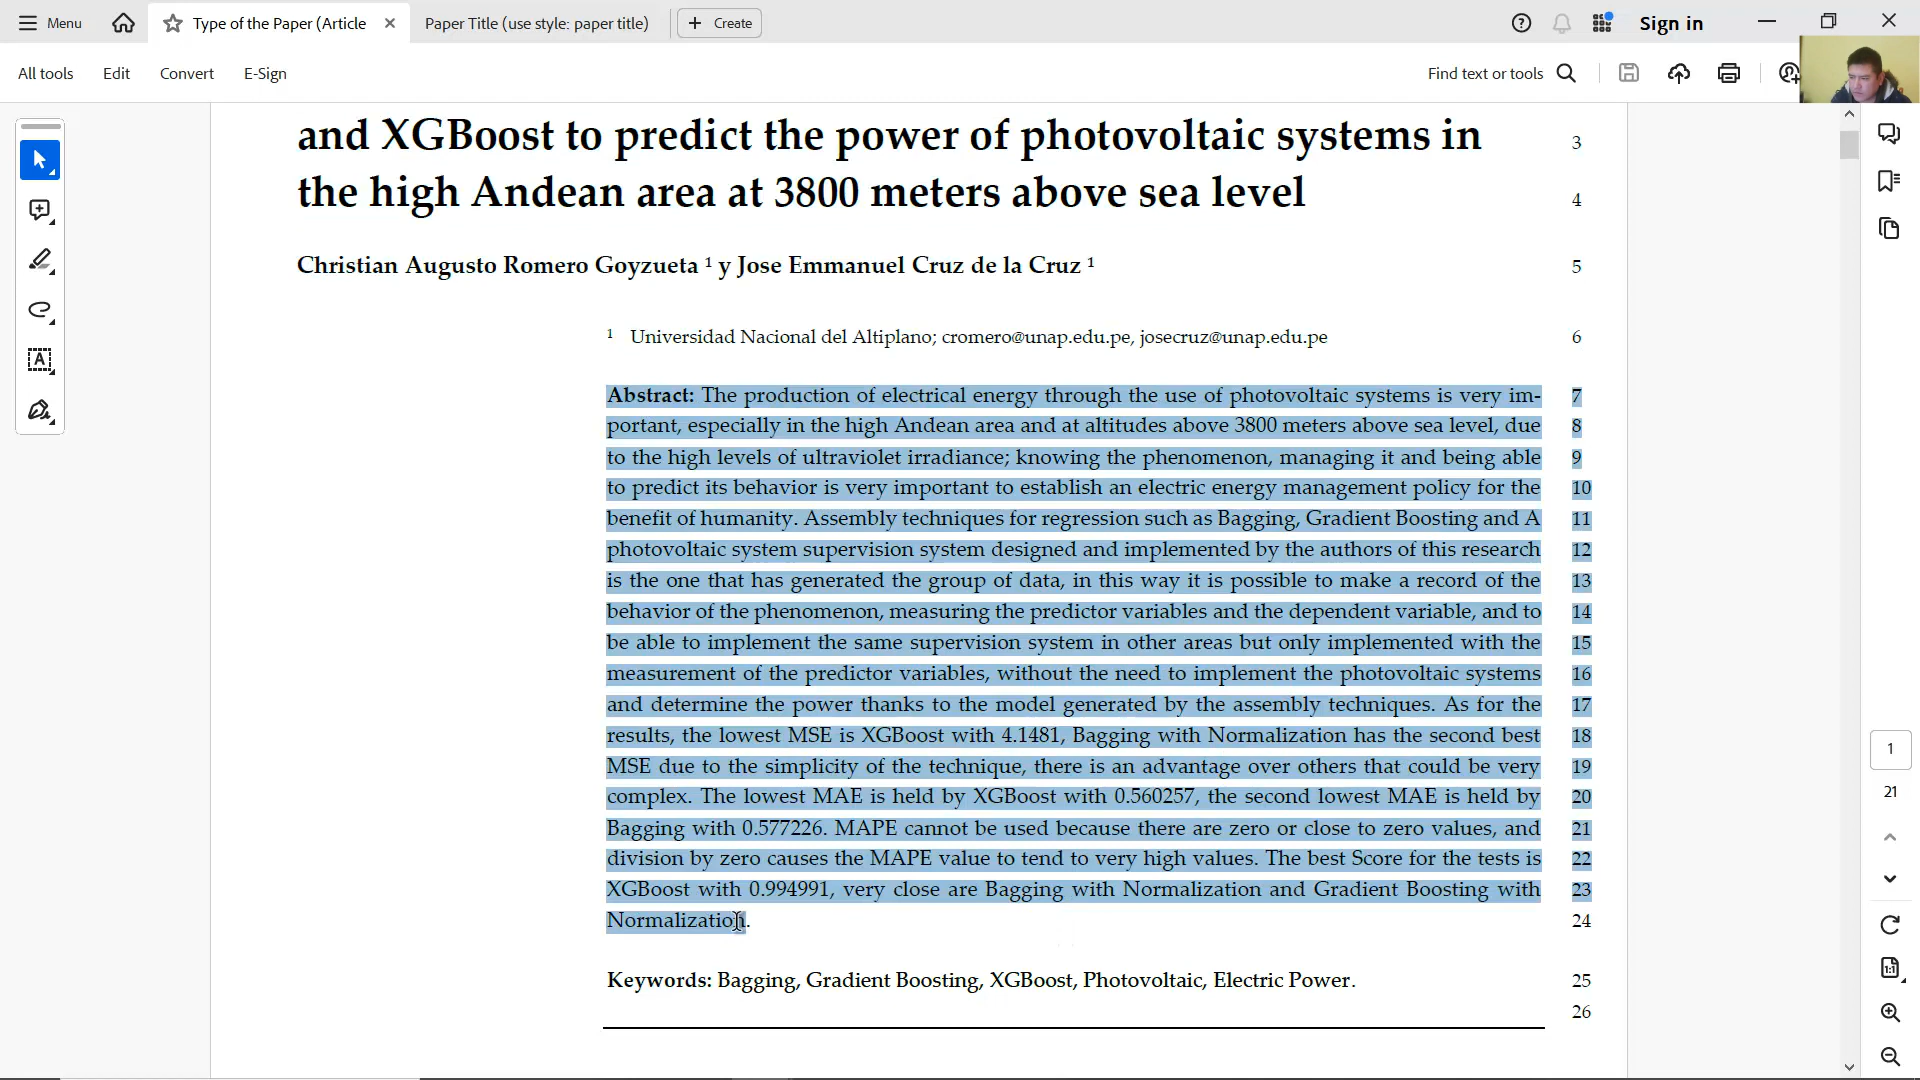 Menu
Type of the Paper (Article
Paper Title (use style: paper title)
Create
Sign in
All tools
Edit
Convert
E-Sign
Find text or tools
and XGBoost to predict the power of photovoltaic systems in 3
the high Andean area at 3800 meters above sea level 4
Christian Augusto Romero Goyzueta ¹ y Jose Emmanuel Cruz de la Cruz ¹ 5
¹ Universidad Nacional del Altiplano; cromero@unap.edu.pe, josecruz@unap.edu.pe 6
Abstract: The production of electrical energy through the use of photovoltaic systems is very im- 7
portant, especially in the high Andean area and at altitudes above 3800 meters above sea level, due 8
to the high levels of ultraviolet irradiance; knowing the phenomenon, managing it and being able 9
to predict its behavior is very important to establish an electric energy management policy for the 10
benefit of humanity. Assembly techniques for regression such as Bagging, Gradient Boosting and A 11
photovoltaic system supervision system designed and implemented by the authors of this research 12
is the one that has generated the group of data, in this way it is possible to make a record of the 13
behavior of the phenomenon, measuring the predictor variables and the dependent variable, and to 14
be able to implement the same supervision system in other areas but only implemented with the 15
measurement of the predictor variables, without the need to implement the photovoltaic systems 16
and determine the power thanks to the model generated by the assembly techniques. As for the 17
results, the lowest MSE is XGBoost with 4.1481, Bagging with Normalization has the second best 18
MSE due to the simplicity of the technique, there is an advantage over others that could be very 19
complex. The lowest MAE is held by XGBoost with 0.560257, the second lowest MAE is held by 20
Bagging with 0.577226. MAPE cannot be used because there are zero or close to zero values, and 21
division by zero causes the MAPE value to tend to very high values. The best Score for the tests is 22
XGBoost with 0.994991, very close are Bagging with Normalization and Gradient Boosting with 23
Normalization. 24
Keywords: Bagging, Gradient Boosting, XGBoost, Photovoltaic, Electric Power. 25
26
1
21